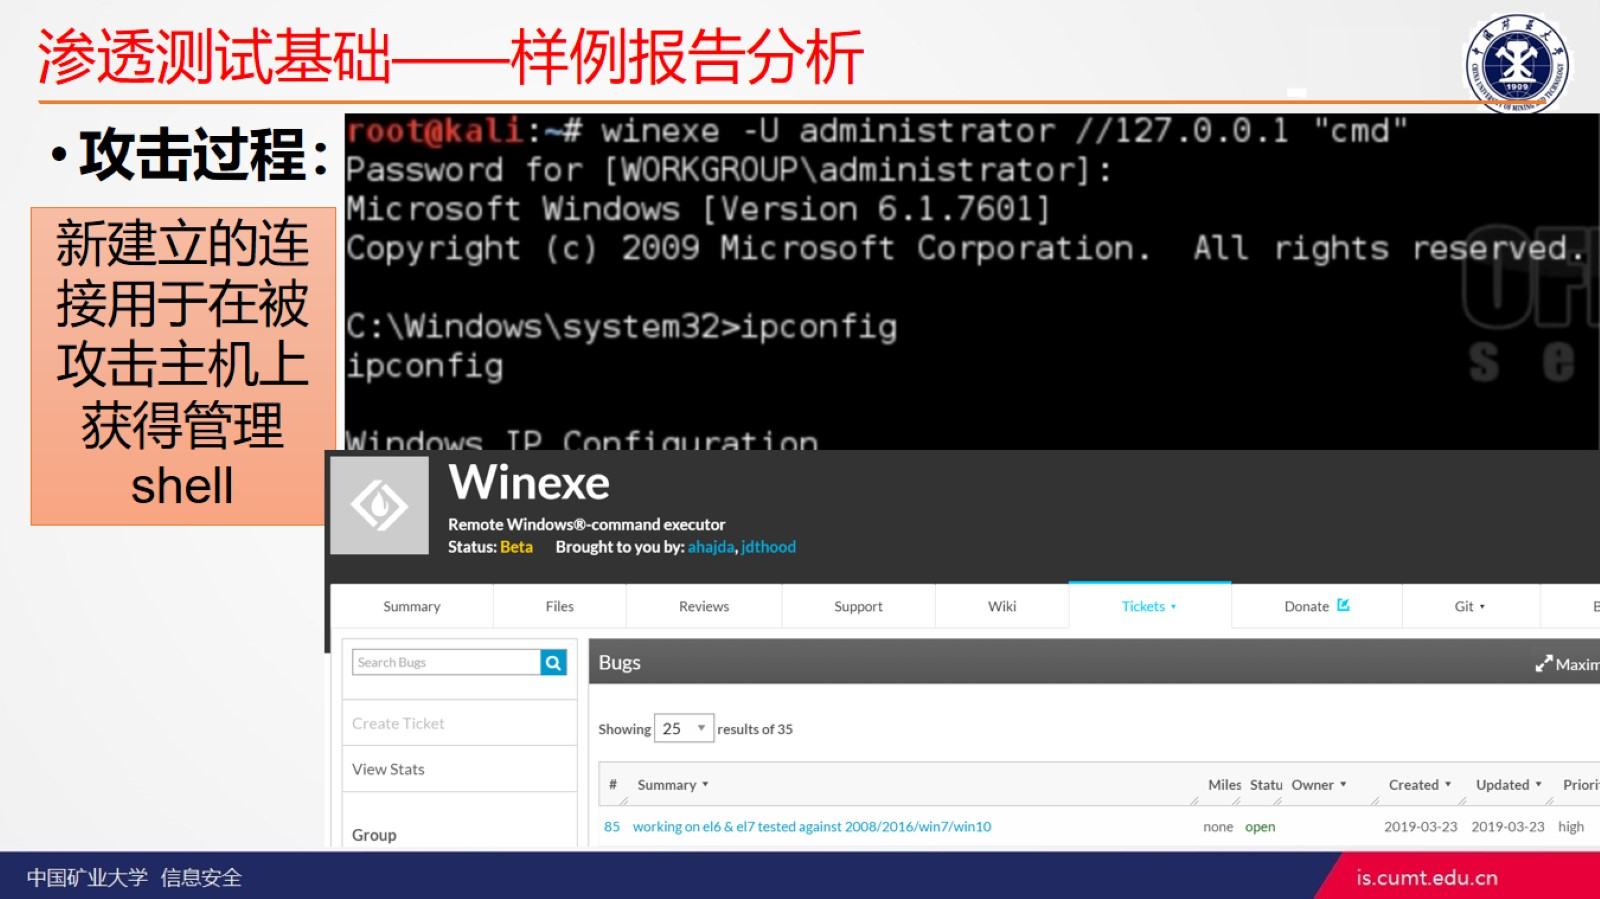 渗透测试基础——样例报告分析
•攻击过程：
新建立的连
接用于在被
攻击主机上
获得管理
shell
root@kali:~# winexe -U administrator //127.0.0.1 "cmd"
Password for [WORKGROUP\administrator]:
Microsoft Windows [Version 6.1.7601]
Copyright (c) 2009 Microsoft Corporation.  All rights reserved.
C:\Windows\system32>ipconfig
ipconfig
Windows IP Configuration
Winexe
Remote Windows®-command executor
Status: Beta Brought to you by: ahajda, jdthood
Summary Files Reviews Support Wiki Tickets Donate Git
Search Bugs
Create Ticket
View Stats
Group
Bugs
Maxim
Showing 25 results of 35
# Summary Miles Statu Owner Created Updated Priori
85 working on el6 & el7 tested against 2008/2016/win7/win10 none open 2019-03-23 2019-03-23 high
中国矿业大学 信息安全
is.cumt.edu.cn
1909